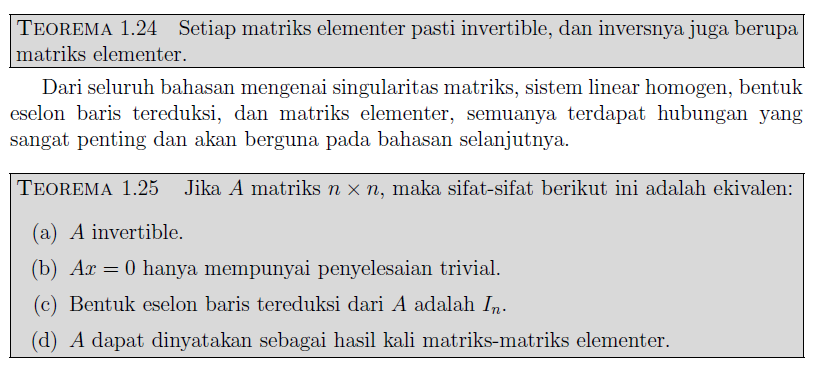 TEOREMA 1.24 Setiap matriks elementer pasti invertible, dan inversnya juga berupa
matriks elementer.
Dari seluruh bahasan mengenai singularitas matriks, sistem linear homogen, bentuk
eselon baris tereduksi, dan matriks elementer, semuanya terdapat hubungan yang
sangat penting dan akan berguna pada bahasan selanjutnya.
TEOREMA 1.25 Jika A matriks n × n, maka sifat-sifat berikut ini adalah ekivalen:
(a) A invertible.
(b) Ax = 0 hanya mempunyai penyelesaian trivial.
(c) Bentuk eselon baris tereduksi dari A adalah Iₙ.
(d) A dapat dinyatakan sebagai hasil kali matriks-matriks elementer.